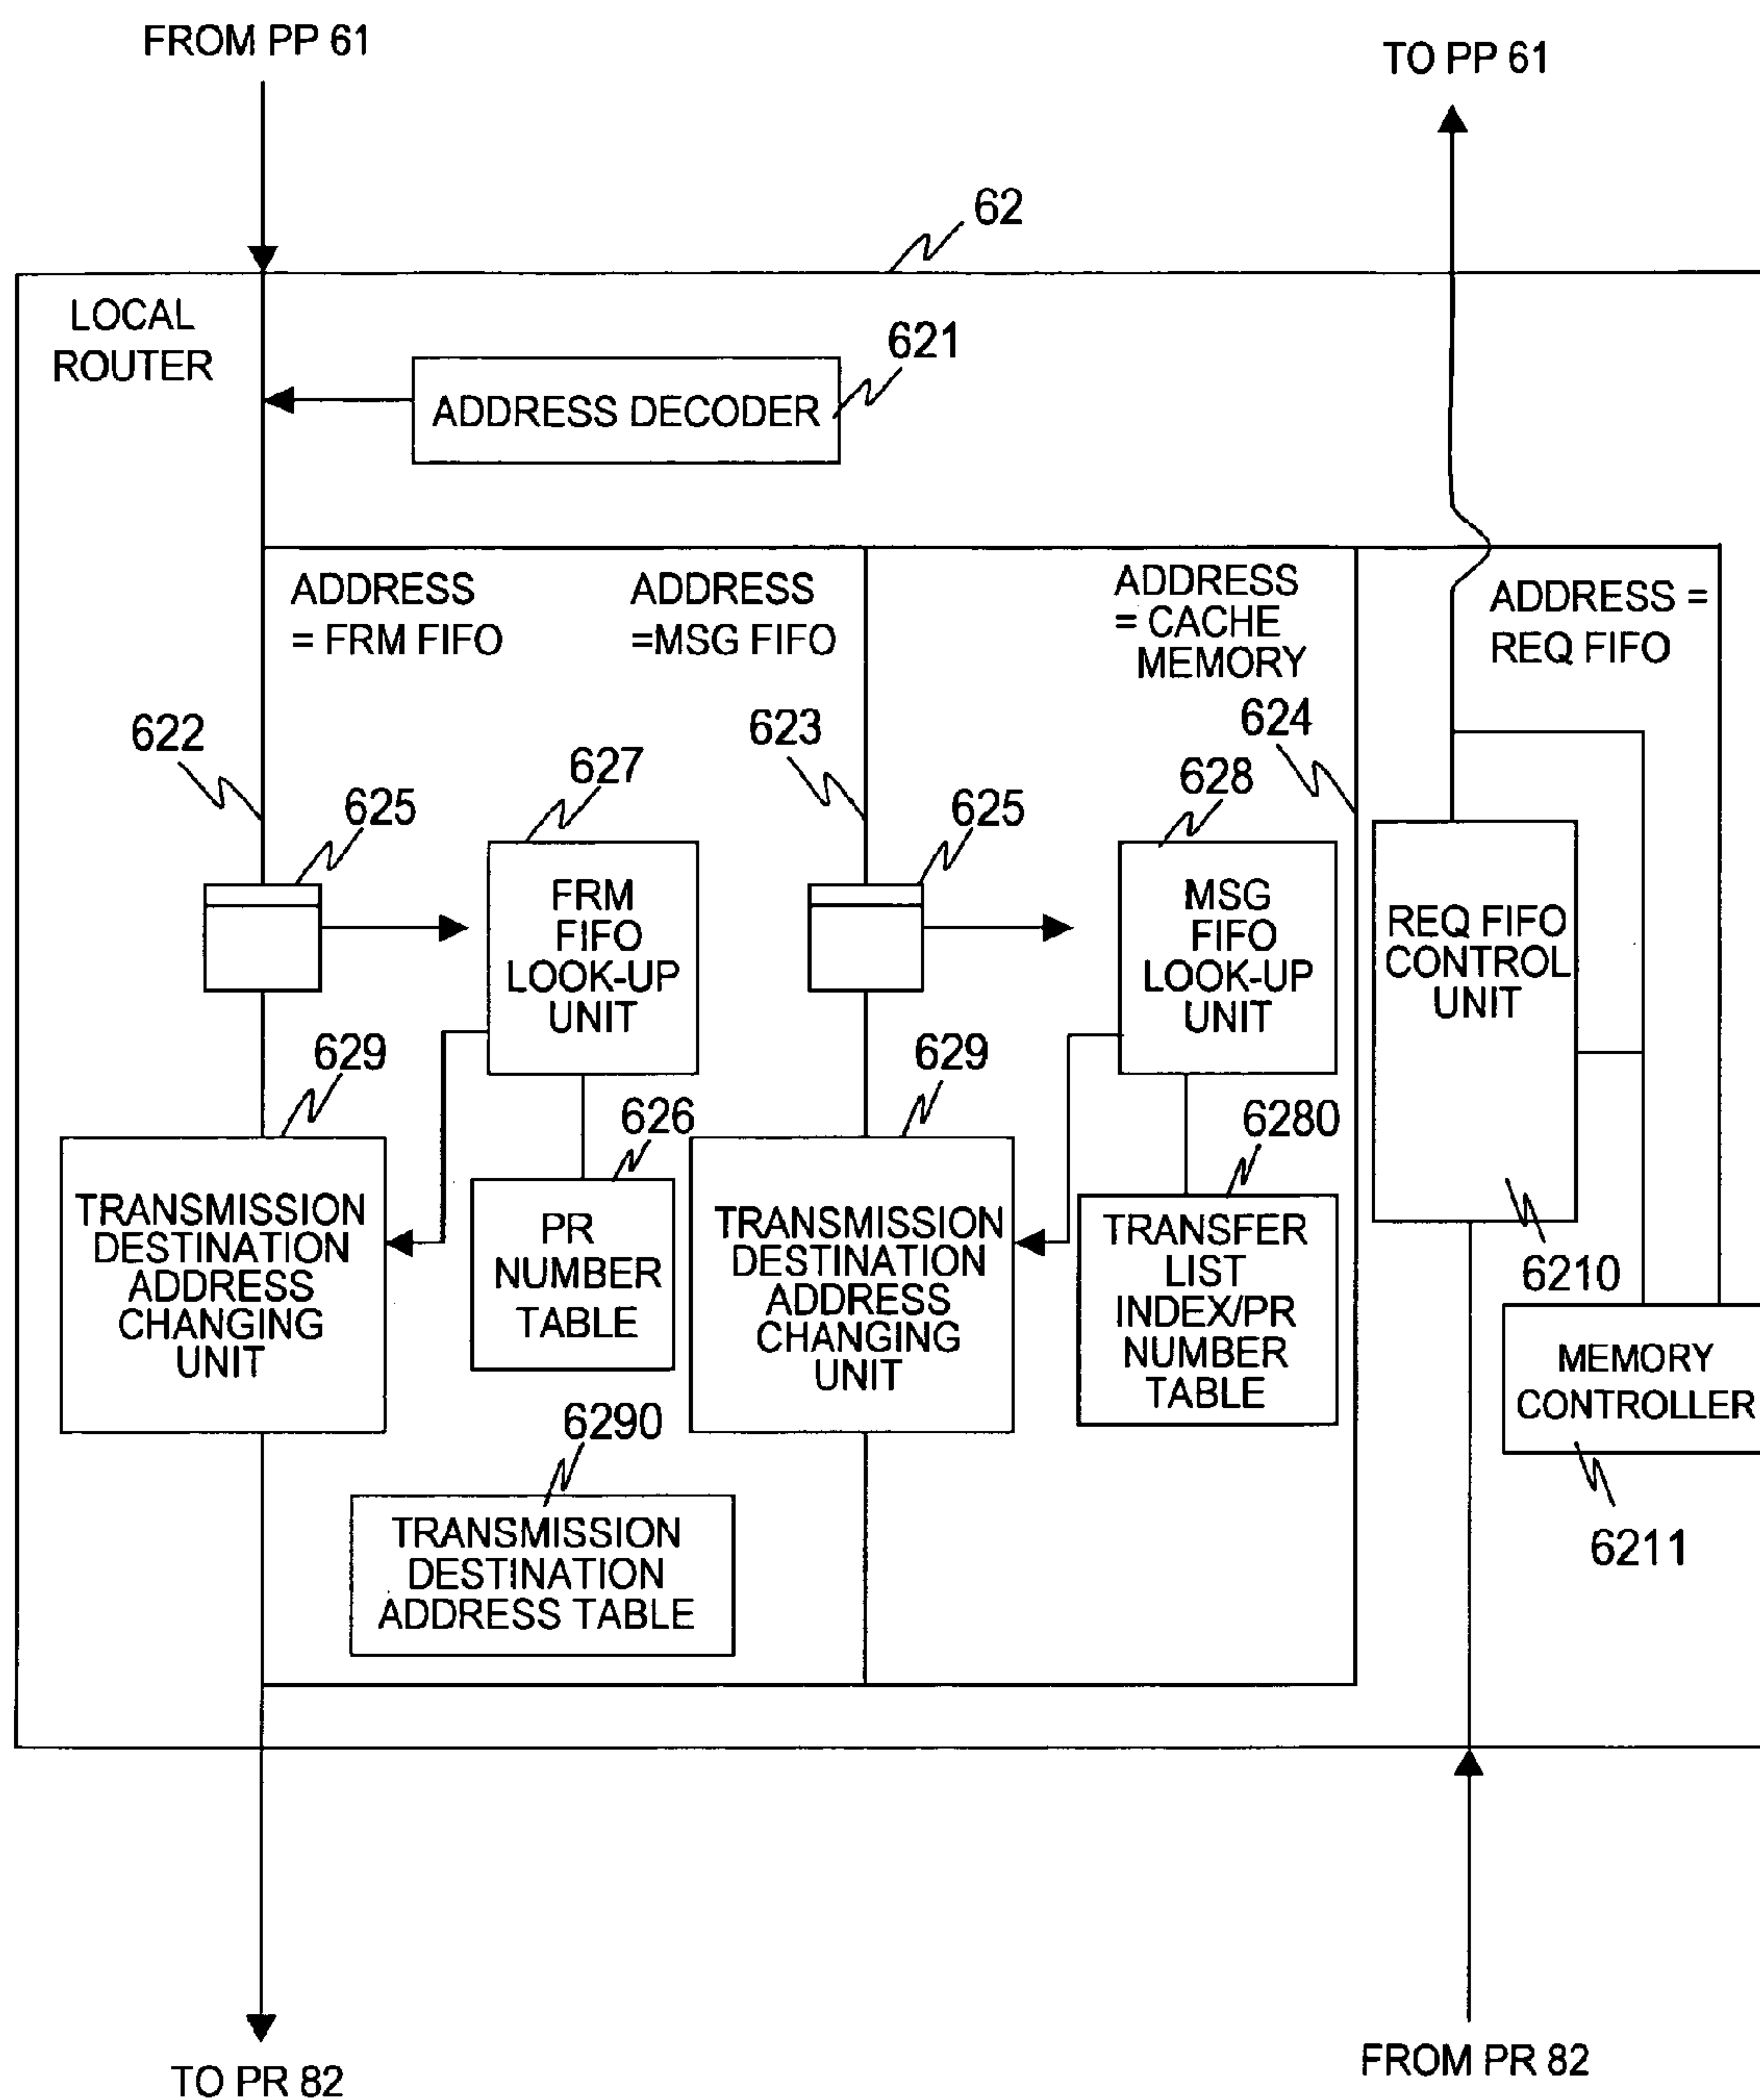 FROM PP 61
TO PP 61
62
LOCAL
ROUTER
621
ADDRESS DECODER
ADDRESS
= FRM FIFO
ADDRESS
=MSG FIFO
ADDRESS
= CACHE
MEMORY
ADDRESS =
REQ FIFO
622
623
624
627
628
625
625
FRM
FIFO
LOOK-UP
UNIT
MSG
FIFO
LOOK-UP
UNIT
REQ FIFO
CONTROL
UNIT
629
629
626
6280
TRANSMISSION
DESTINATION
ADDRESS
CHANGING
UNIT
PR
NUMBER
TABLE
TRANSMISSION
DESTINATION
ADDRESS
CHANGING
UNIT
TRANSFER
LIST
INDEX/PR
NUMBER
TABLE
6210
MEMORY
CONTROLLER
6290
TRANSMISSION
DESTINATION
ADDRESS TABLE
6211
TO PR 82
FROM PR 82